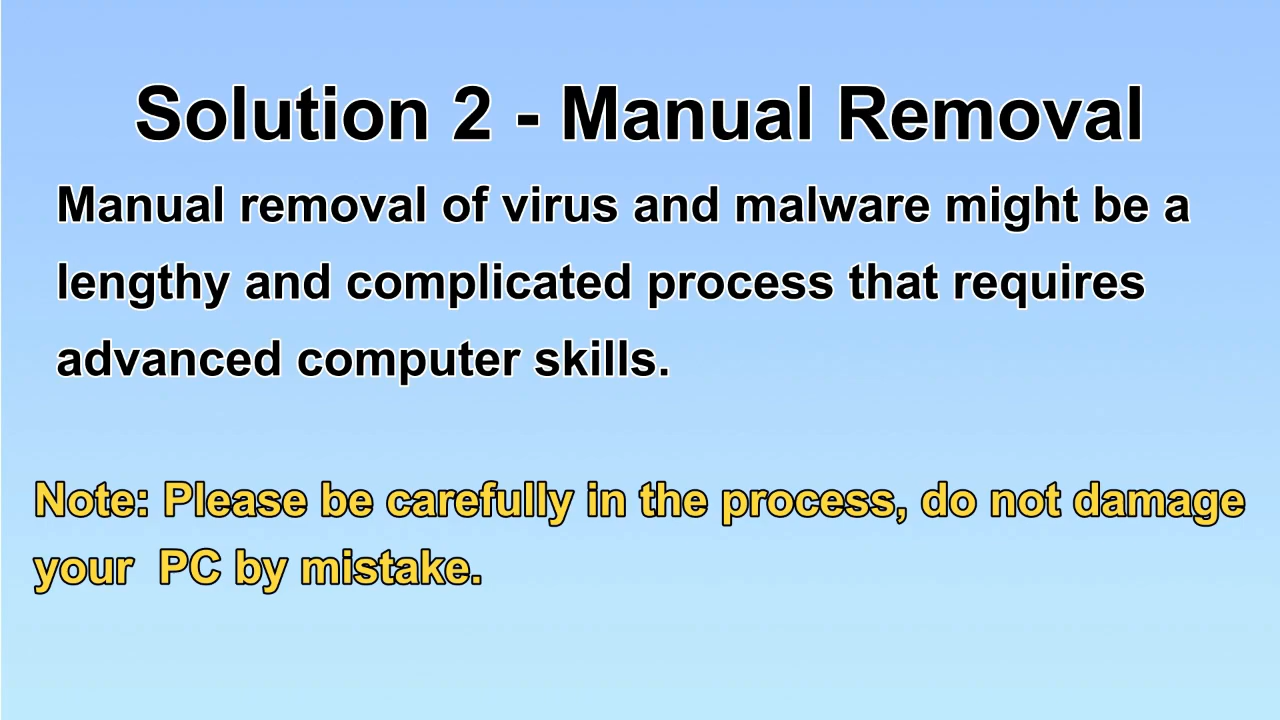 Solution 2 - Manual Removal
Manual removal of virus and malware might be a
lengthy and complicated process that requires
advanced computer skills.
Note: Please be carefully in the process, do not damage
your  PC by mistake.